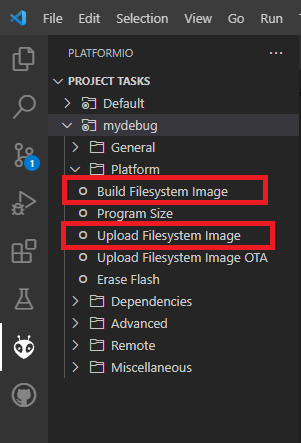 File Edit Selection View Go Run
PLATFORMIO
PROJECT TASKS
Default
mydebug
General
Platform
Build Filesystem Image
Program Size
Upload Filesystem Image
Upload Filesystem Image OTA
Erase Flash
Dependencies
Advanced
Remote
Miscellaneous
1